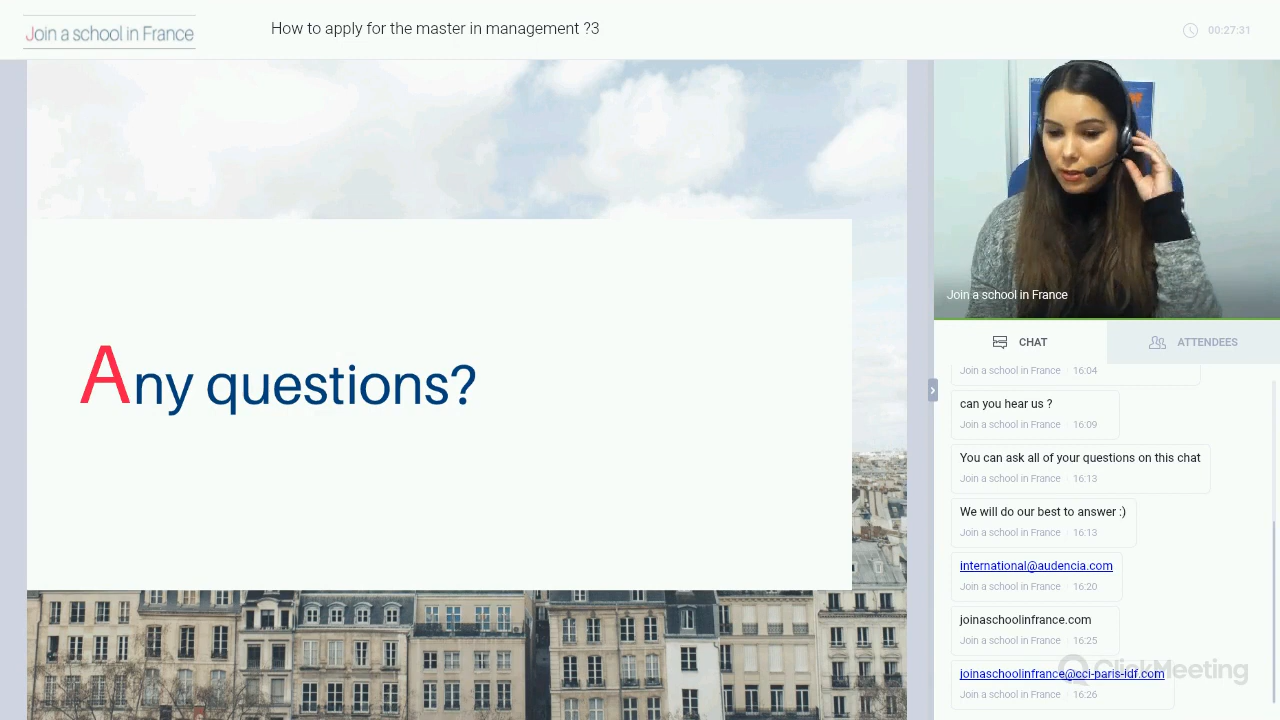 Join a school in France
How to apply for the master in management ?3
00:27:31
Any questions?
Join a school in France
CHAT
ATTENDEES
Join a school in France 16:04
can you hear us ?
Join a school in France 16:09
You can ask all of your questions on this chat
Join a school in France 16:13
We will do our best to answer :)
Join a school in France 16:13
international@audencia.com
Join a school in France 16:20
joinaschoolinfrance.com
Join a school in France 16:25
joinaschoolinfrance@cci-paris-idf.com
Join a school in France 16:26
ClickMeeting